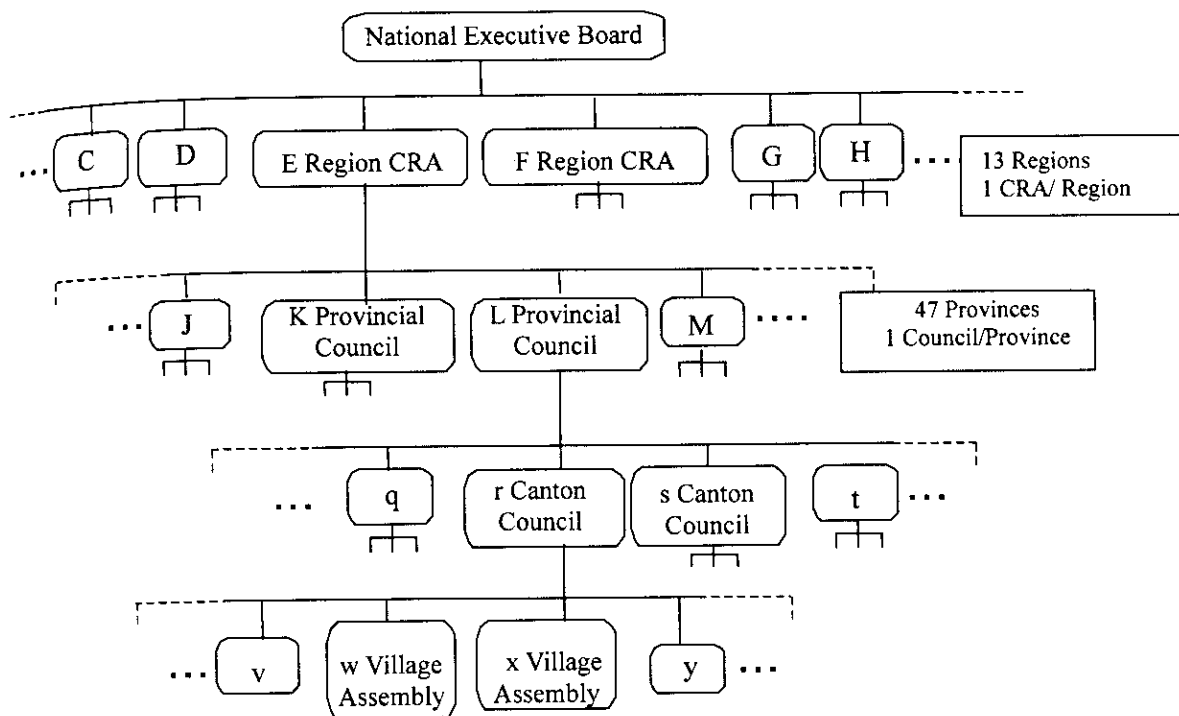 National Executive Board
... C D E Region CRA F Region CRA G H ....
13 Regions
1 CRA/ Region
... J K Provincial
Council L Provincial
Council M ....
47 Provinces
1 Council/Province
... q r Canton
Council s Canton
Council t ...
... v w Village
Assembly x Village
Assembly y ...